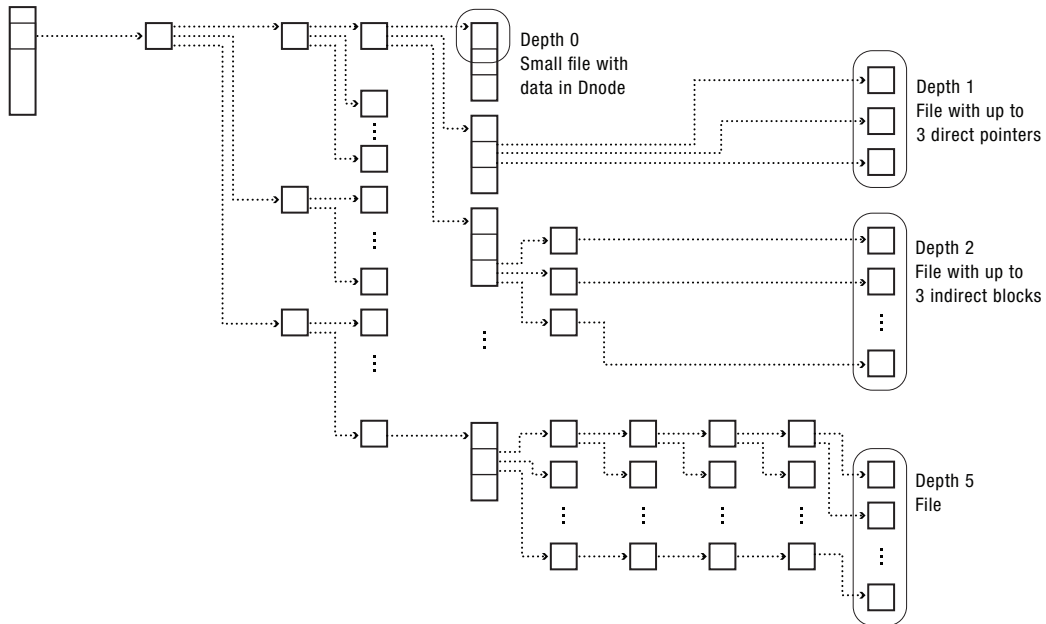 Depth 0
Small file with
data in Dnode
Depth 1
File with up to
3 direct pointers
Depth 2
File with up to
3 indirect blocks
Depth 5
File